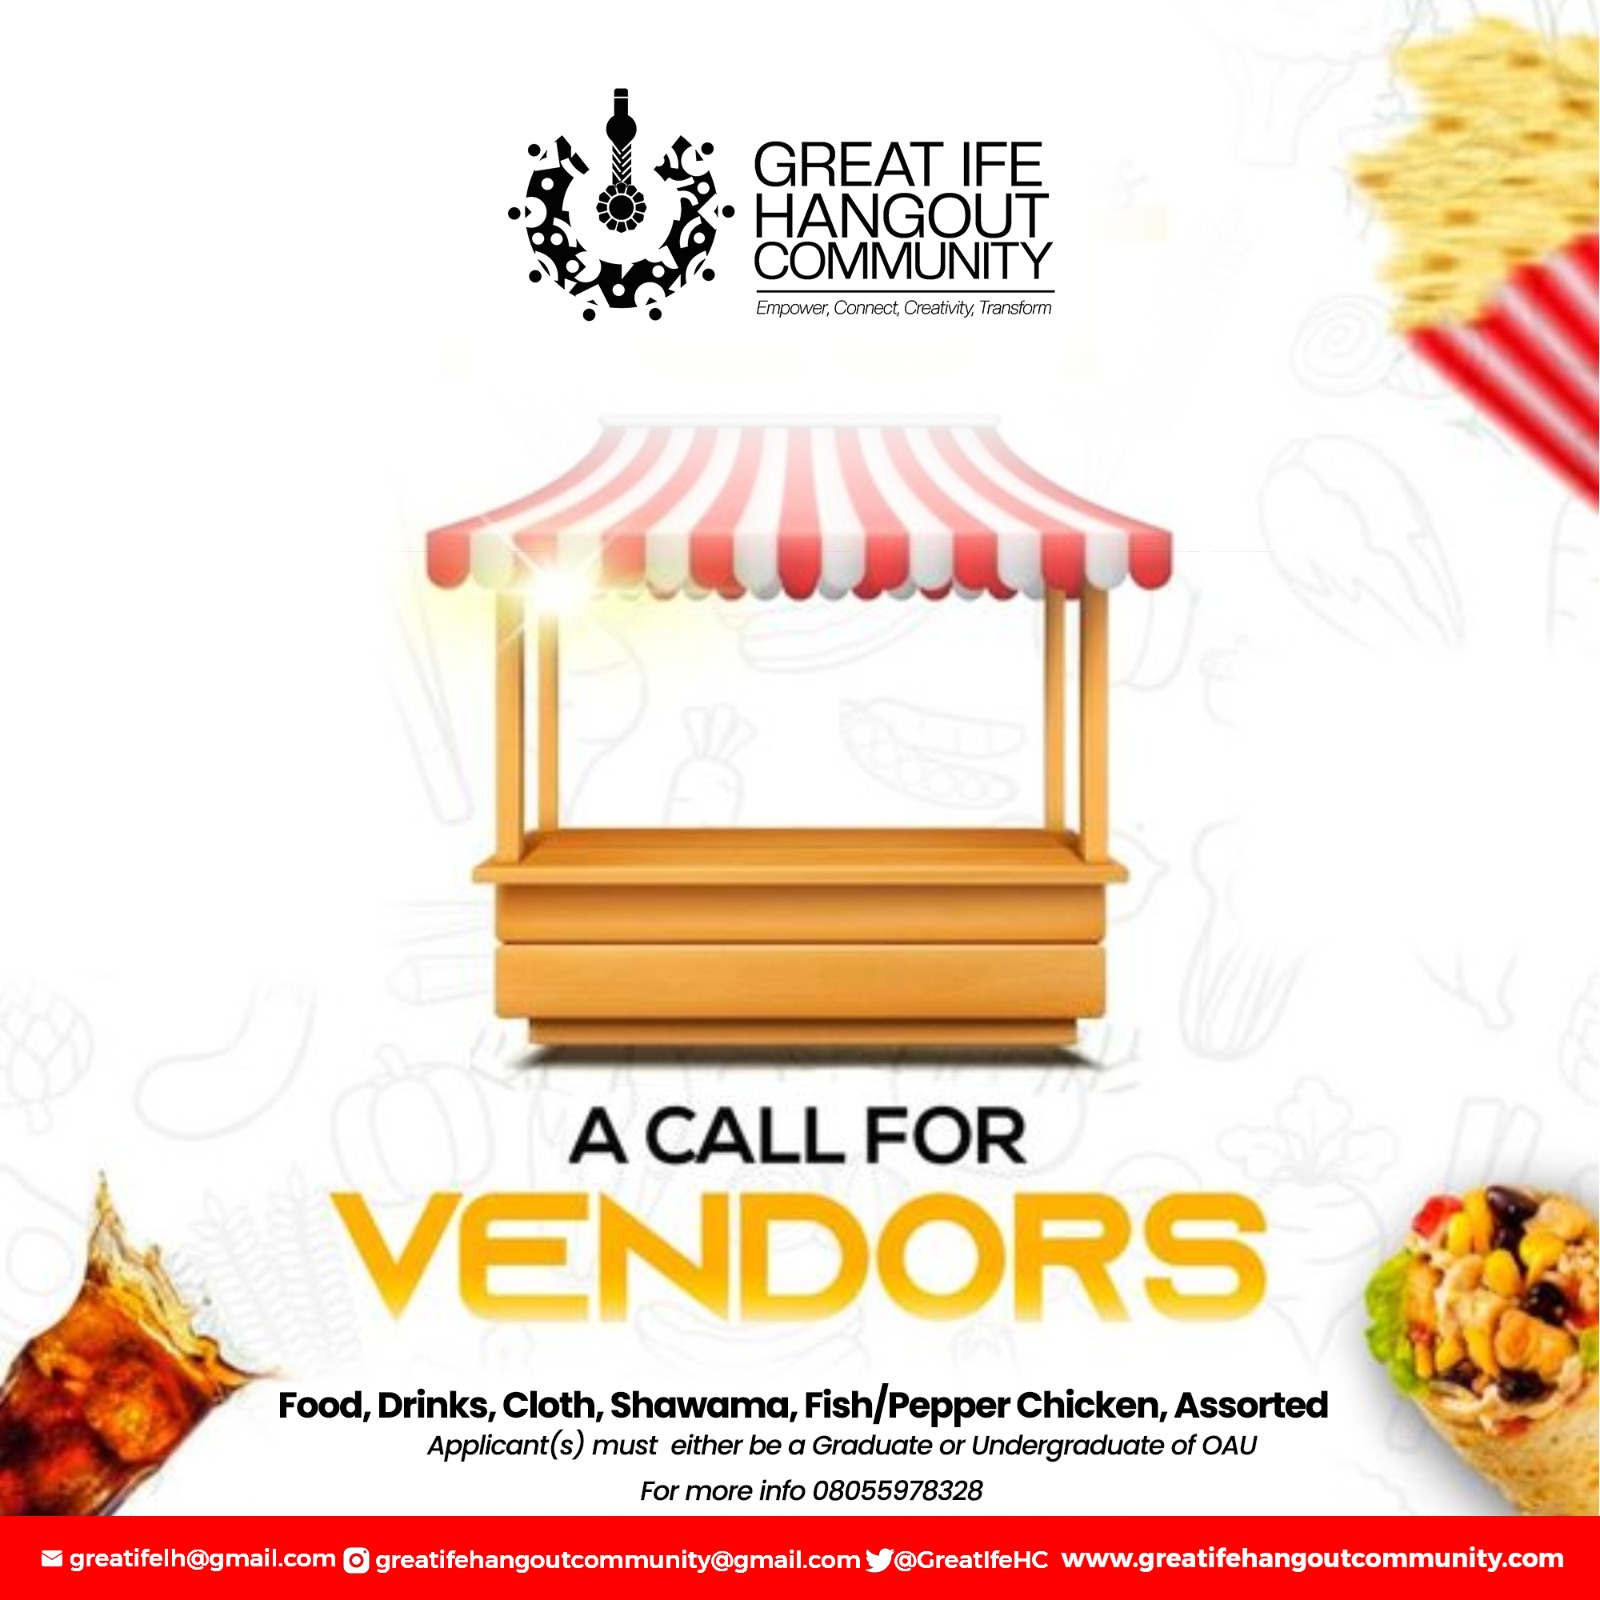 GREAT IFE
HANGOUT
COMMUNITY
Empower, Connect, Creativity, Transform
A CALL FOR
VENDORS
Food, Drinks, Cloth, Shawama, Fish/Pepper Chicken, Assorted
Applicant(s) must either be a Graduate or Undergraduate of OAU
For more info 08055978328
greatifelh@gmail.com greatifehangoutcommunity@gmail.com @GreatIfeHC www.greatifehangoutcommunity.com